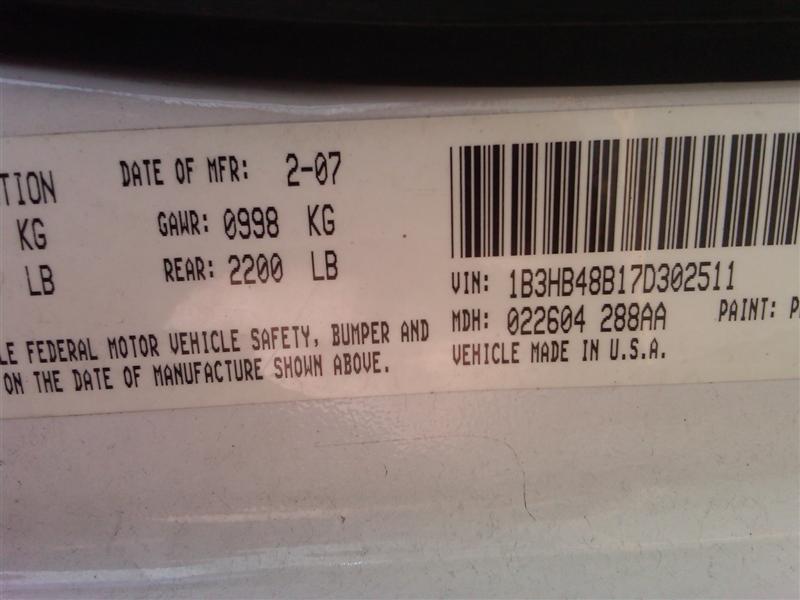 TION DATE OF MFR: 2-07
KG GAWR: 0998 KG
LB REAR: 2200 LB
LE FEDERAL MOTOR VEHICLE SAFETY, BUMPER AND
ON THE DATE OF MANUFACTURE SHOWN ABOVE.
VIN: 1B3HB48B17D302511
MDH: 022604 288AA PAINT: P
VEHICLE MADE IN U.S.A.